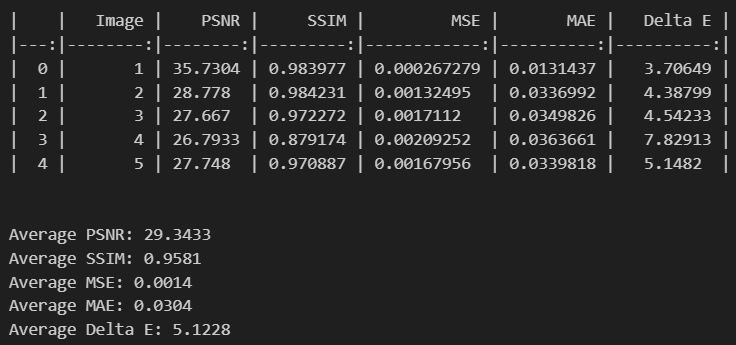 |    |   Image |    PSNR |     SSIM |         MSE |       MAE |   Delta E |
|---:|--------:|--------:|---------:|------------:|----------:|----------:|
|  0 |       1 | 35.7304 | 0.983977 | 0.000267279 | 0.0131437 |   3.70649 |
|  1 |       2 | 28.778  | 0.984231 | 0.00132495  | 0.0336992 |   4.38799 |
|  2 |       3 | 27.667  | 0.972272 | 0.0017112   | 0.0349826 |   4.54233 |
|  3 |       4 | 26.7933 | 0.879174 | 0.00209252  | 0.0363661 |   7.82913 |
|  4 |       5 | 27.748  | 0.970887 | 0.00167956  | 0.0339818 |   5.1482  |
Average PSNR: 29.3433
Average SSIM: 0.9581
Average MSE: 0.0014
Average MAE: 0.0304
Average Delta E: 5.1228